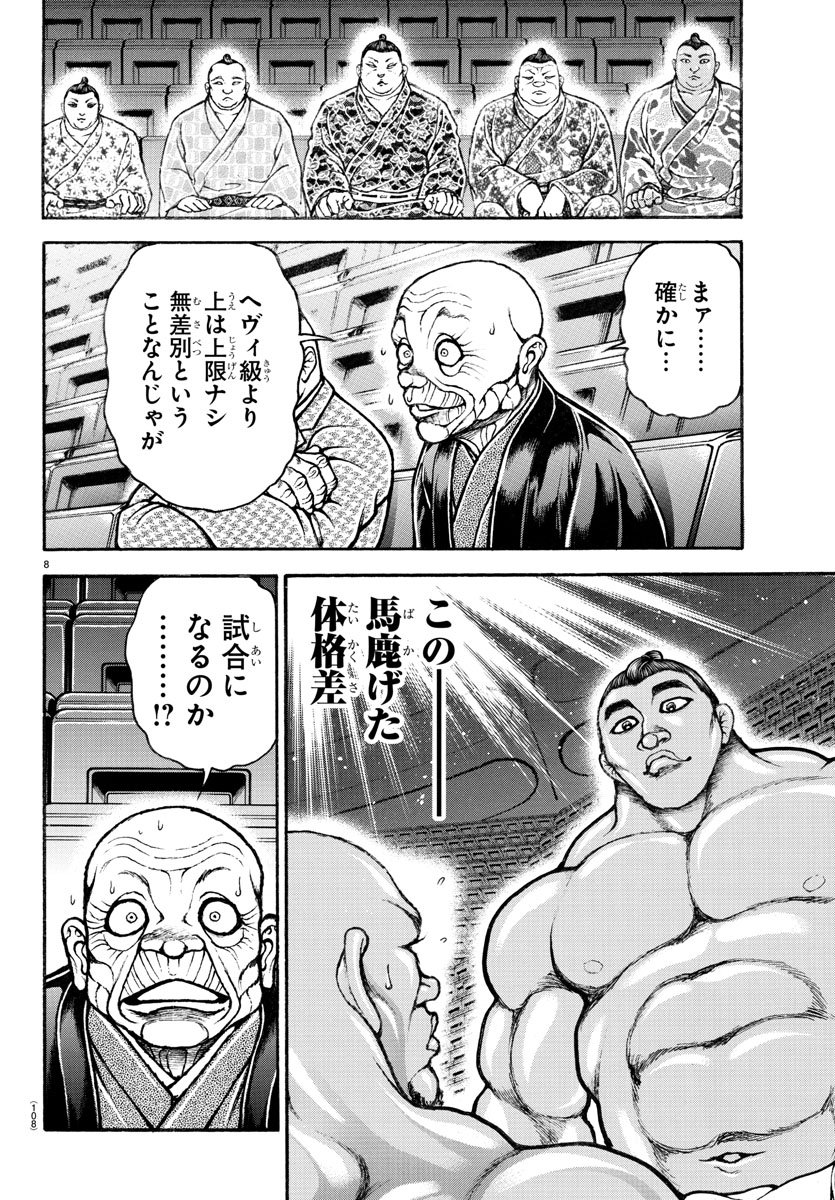 まァ……
確かに…
…
ヘヴィ級より
上は上限ナシ
無差別という
ことなんじゃが
8
この━━
馬鹿げた
体格差━━
試合に
なるのか
………!?
(108)